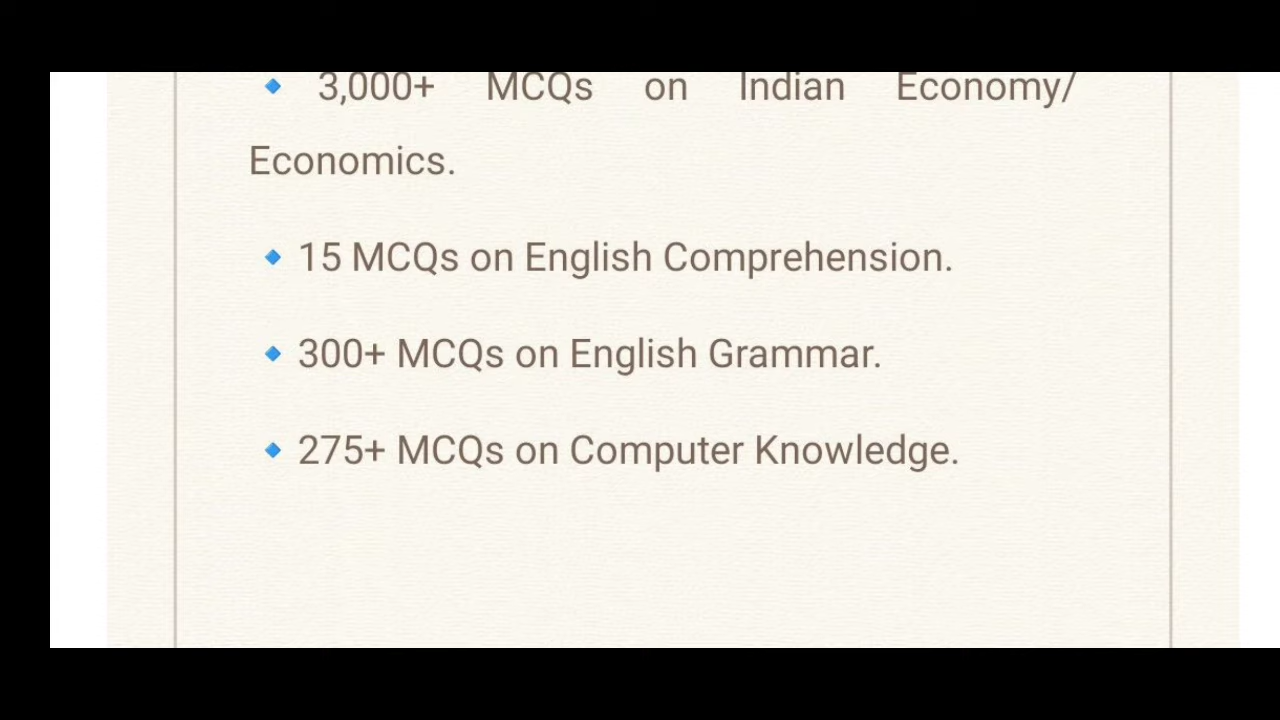 🔹 3,000+ MCQs on Indian Economy/
Economics.
🔹 15 MCQs on English Comprehension.
🔹 300+ MCQs on English Grammar.
🔹 275+ MCQs on Computer Knowledge.